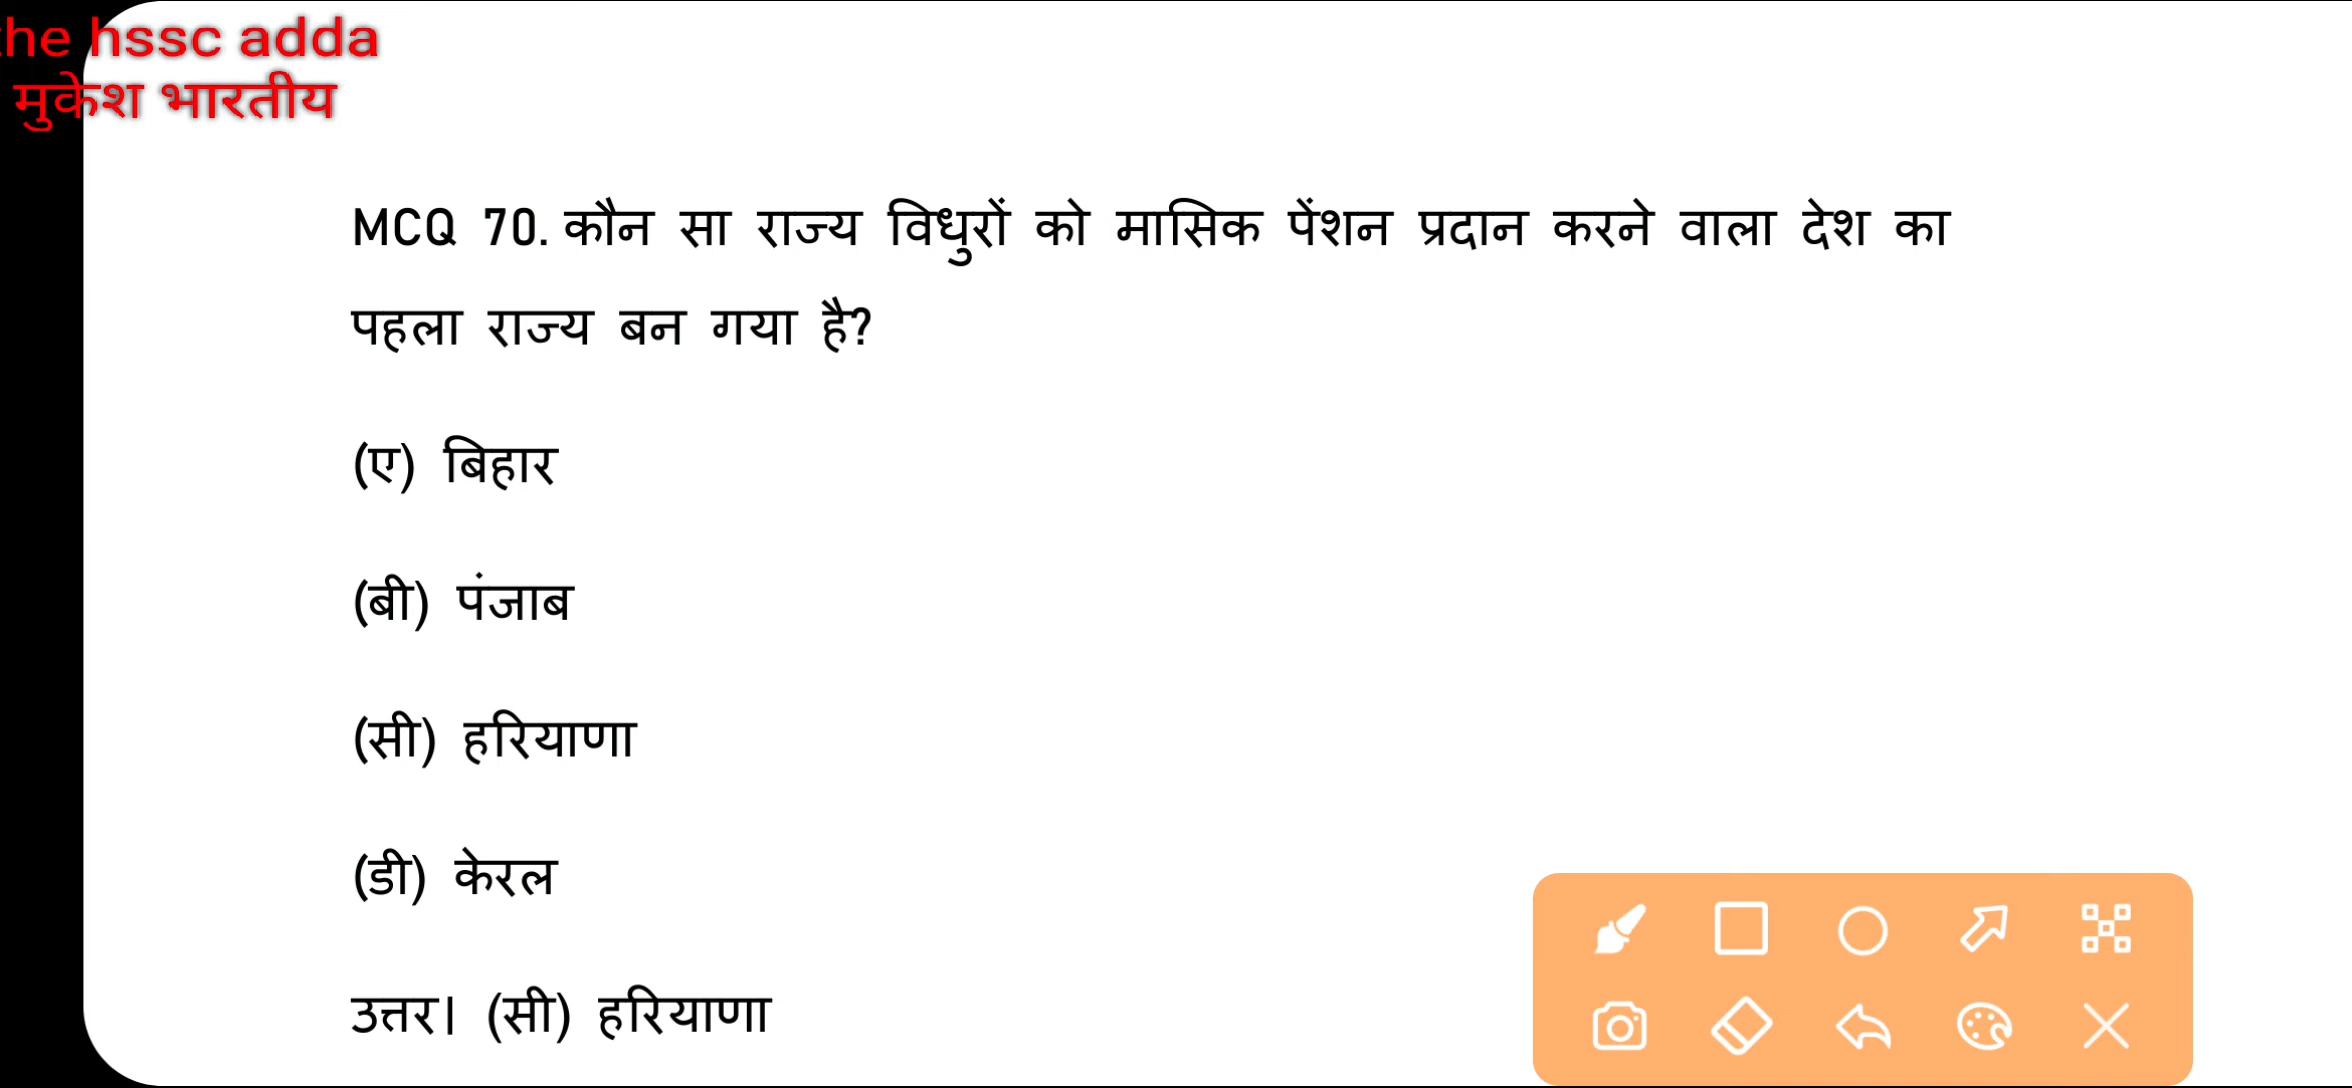 he hssc adda
मुकेश भारतीय
MCQ 70. कौन सा राज्य विधुरों को मासिक पेंशन प्रदान करने वाला देश का
पहला राज्य बन गया है?
(ए) बिहार
(बी) पंजाब
(सी) हरियाणा
(डी) केरल
उत्तर। (सी) हरियाणा